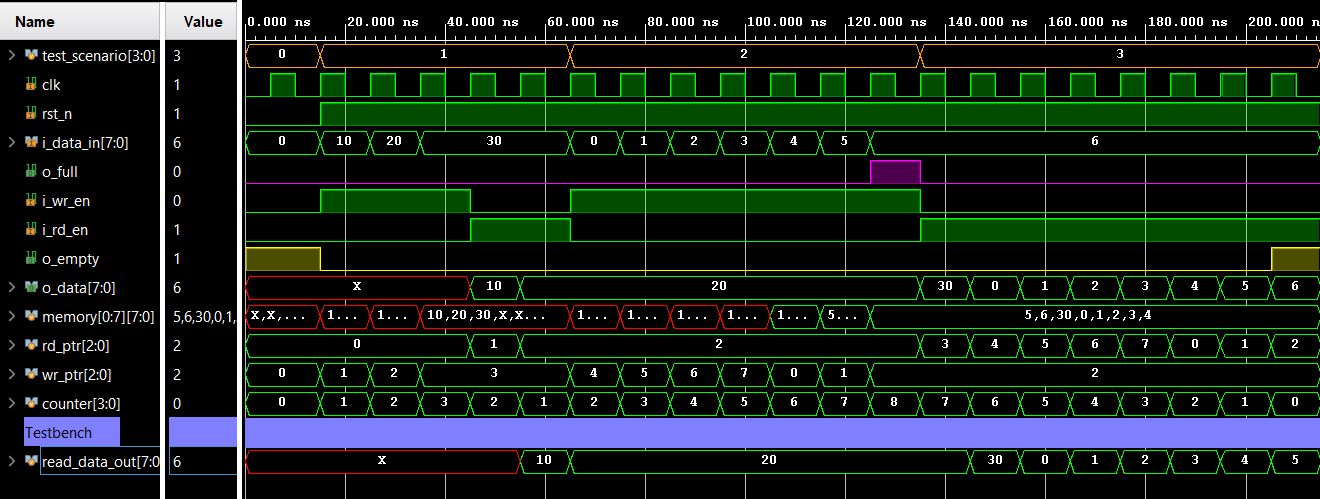 Name Value 0.000 ns 20.000 ns 40.000 ns 60.000 ns 80.000 ns 100.000 ns 120.000 ns 140.000 ns 160.000 ns 180.000 ns 200.000 n
test_scenario[3:0] 3 0 1 2 3
clk 1
rst_n 1
i_data_in[7:0] 6 0 10 20 30 0 1 2 3 4 5 6
o_full 0
i_wr_en 0
i_rd_en 1
o_empty 1
o_data[7:0] 6 X 10 20 30 0 1 2 3 4 5 6
memory[0:7][7:0] 5,6,30,0,1, X,X,... 1... 1... 10,20,30,X,X... 1... 1... 1... 1... 1... 5... 5,6,30,0,1,2,3,4
rd_ptr[2:0] 2 0 1 2 3 4 5 6 7 0 1 2
wr_ptr[2:0] 2 0 1 2 3 4 5 6 7 0 1 2
counter[3:0] 0 0 1 2 3 2 1 2 3 4 5 6 7 8 7 6 5 4 3 2 1 0
Testbench
read_data_out[7:0 6 X 10 20 30 0 1 2 3 4 5